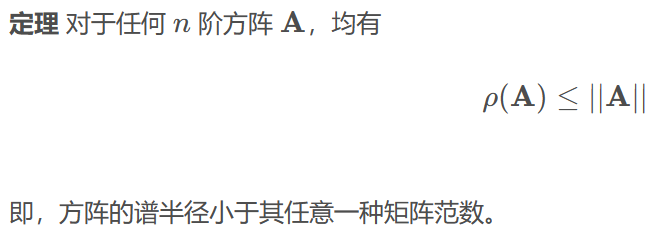 定理 对于任何 n 阶方阵 A，均有
ρ(A) ≤ ||A||
即，方阵的谱半径小于其任意一种矩阵范数。